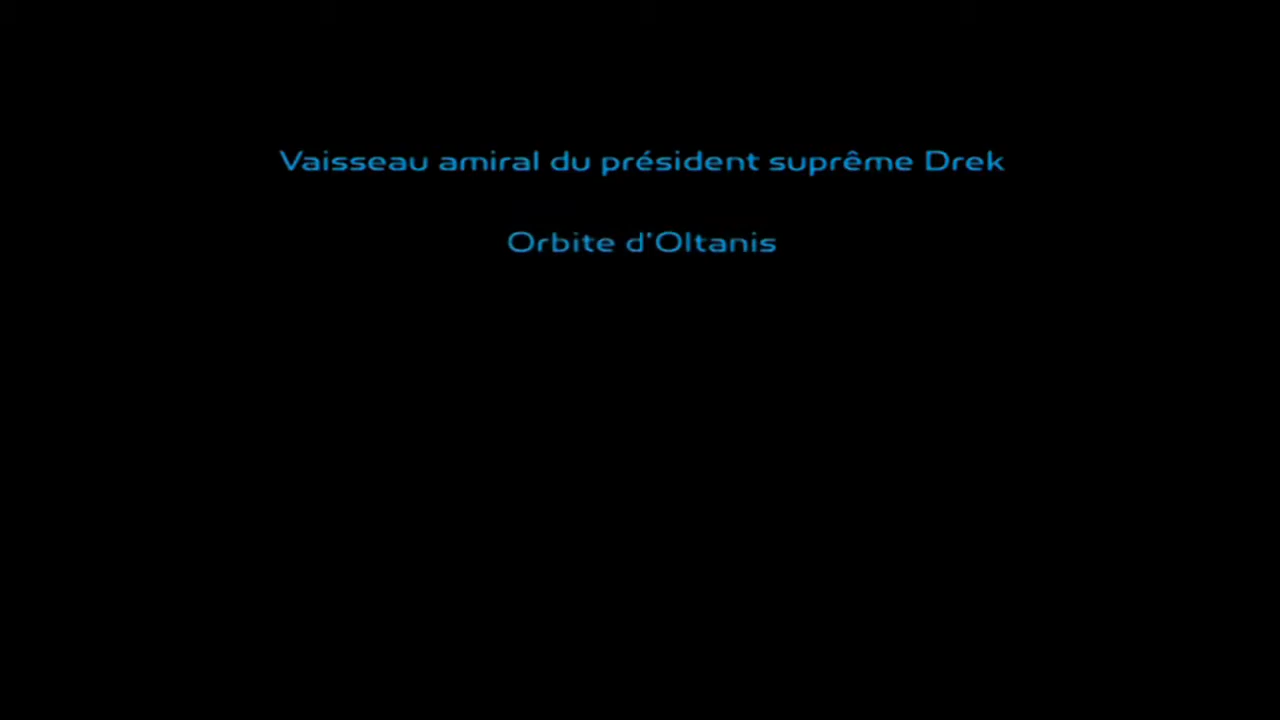 Vaisseau amiral du président suprême Drek
Orbite d'Oltanis